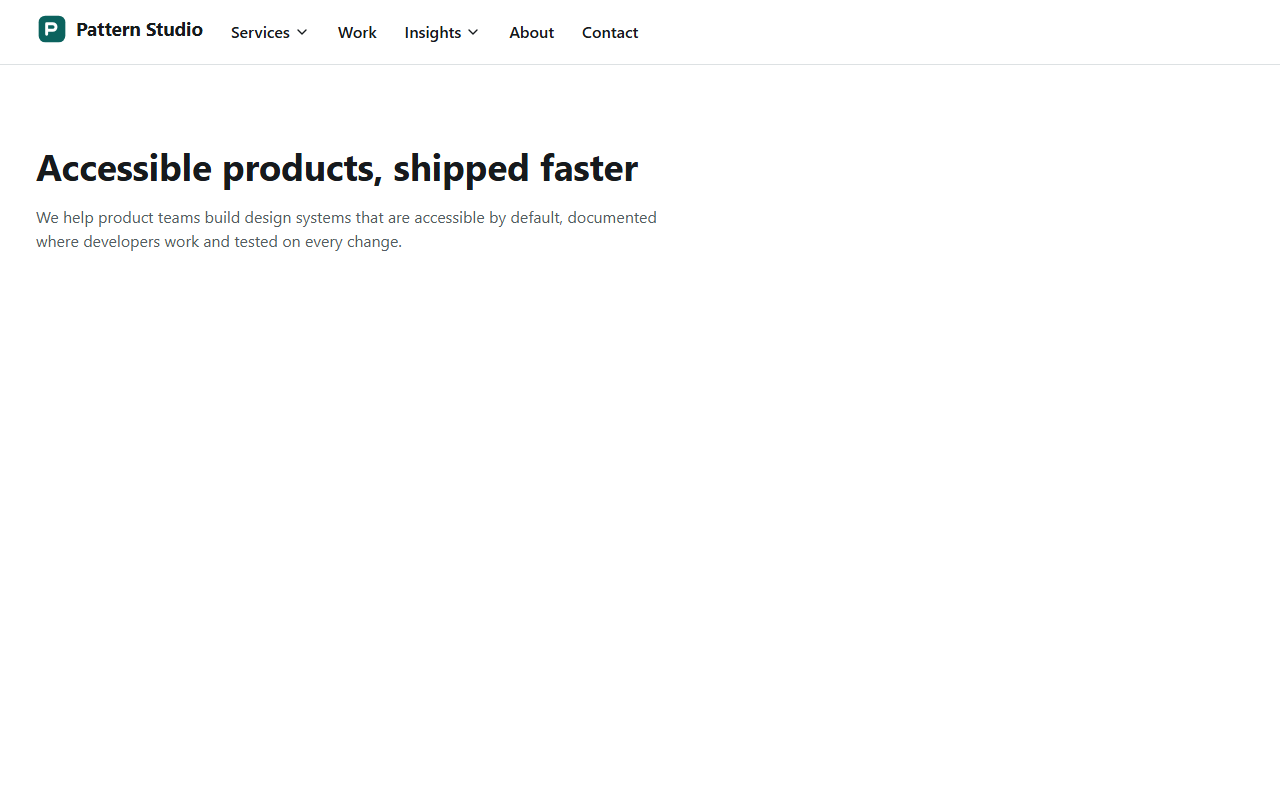 P Pattern Studio Services Work Insights About Contact
Accessible products, shipped faster
We help product teams build design systems that are accessible by default, documented
where developers work and tested on every change.